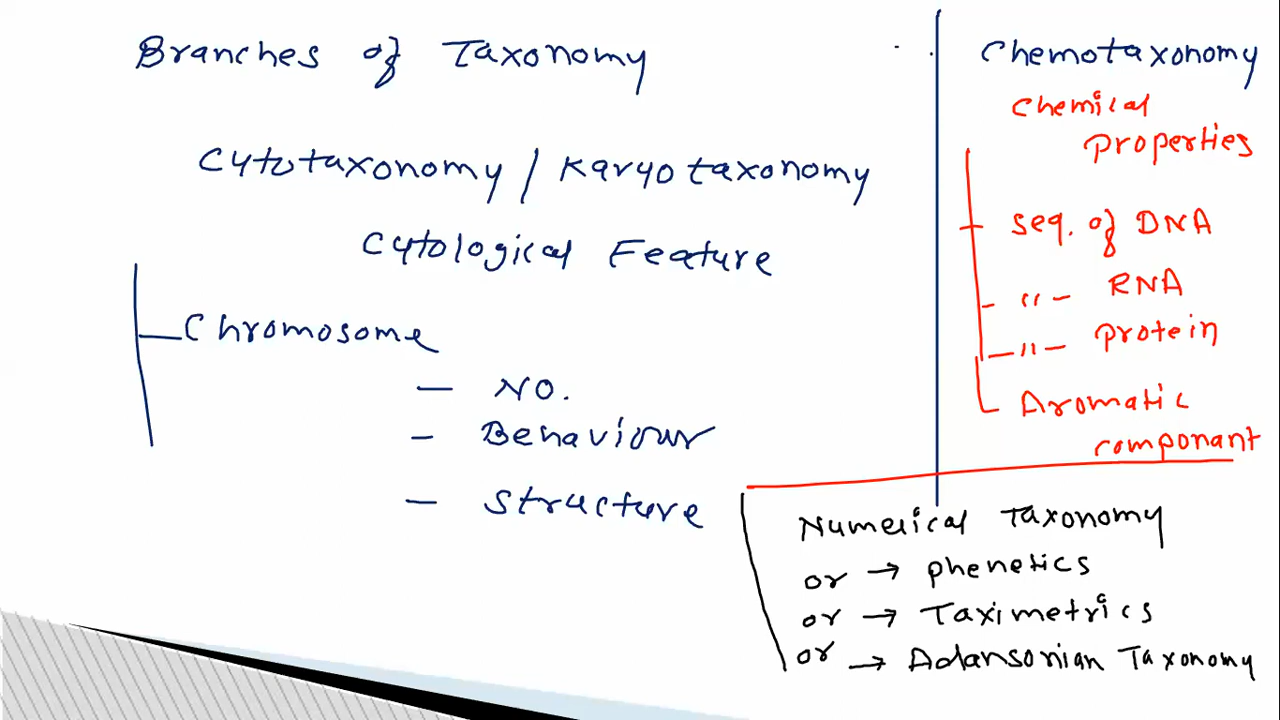 Branches of Taxonomy
Cytotaxonomy / Karyotaxonomy
Cytological Feature
Chromosome
- No.
- Behaviour
- Structure
Chemotaxonomy
Chemical
properties
- Seq. of DNA
- " - RNA
- " - protein
Aromatic
componant
Numerical Taxonomy
or → phenetics
or → Taximetrics
or → Adansonian Taxonomy